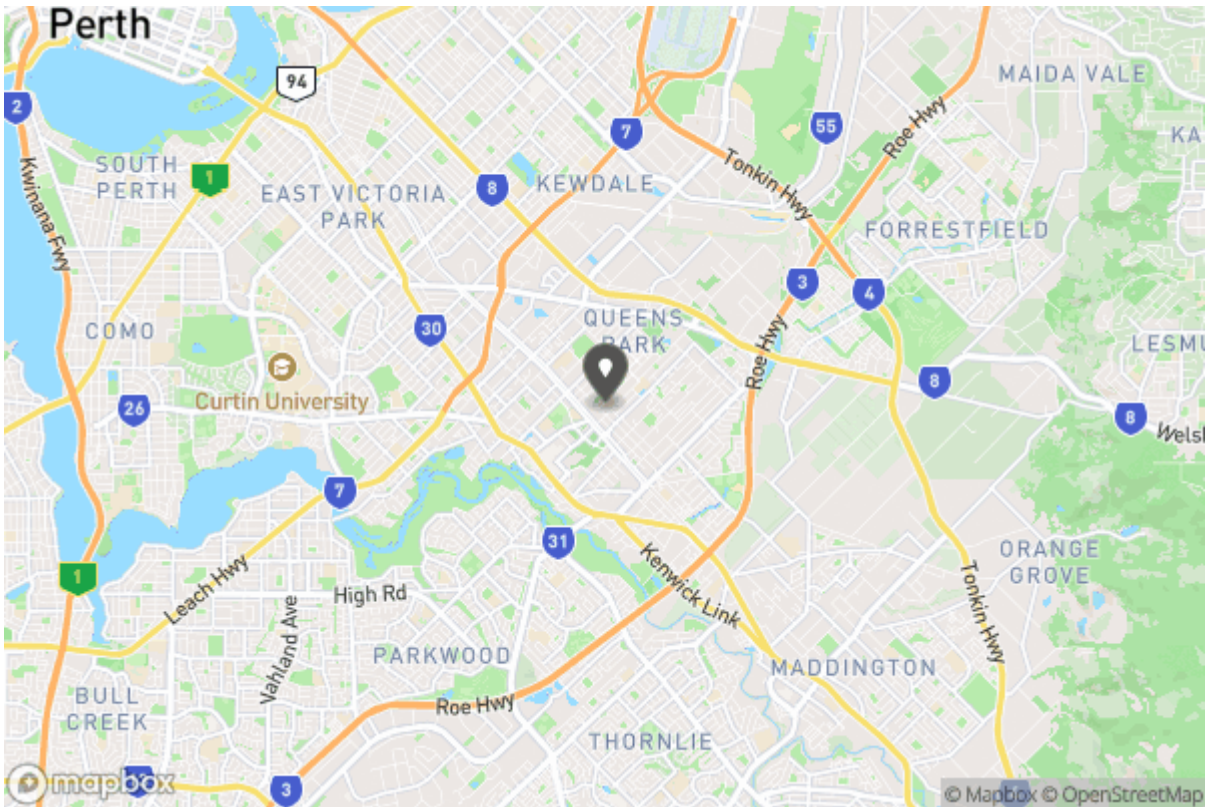 Perth
94
MAIDA VALE
2
55
7
Roe Hwy
KA
SOUTH
PERTH
1
Tonkin Hwy
EAST VICTORIA
PARK
8
KEWDALE
Kwinana Fwy
FORRESTFIELD
3
4
COMO
30
QUEENS
PARK
Roe Hwy
LESMU
8
Curtin University
26
8
Welsh
7
31
ORANGE
GROVE
1
Leach Hwy
High Rd
Kenwick Link
Tonkin Hwy
Vahland Ave
PARKWOOD
MADDINGTON
BULL
CREEK
Roe Hwy
THORNLIE
mapbox
3
© Mapbox © OpenStreetMap